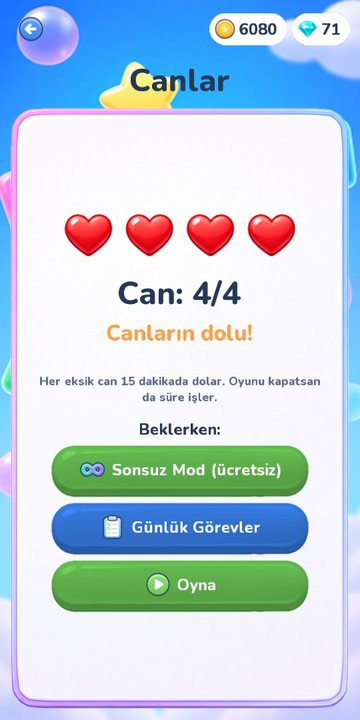 6080
71
Canlar
Can: 4/4
Canların dolu!
Her eksik can 15 dakikada dolar. Oyunu kapatsan
da süre işler.
Beklerken:
Sonsuz Mod (ücretsiz)
Günlük Görevler
Oyna